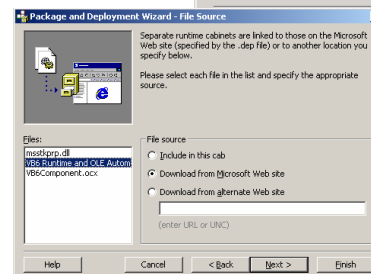 Package and Deployment Wizard - File Source
Separate runtime cabinets are linked to those on the Microsoft
Web site (specified by the .dep file) or to another location you
specify below.
Please select each file in the list and specify the appropriate
source.
Files:
msstkprp.dll
VB6 Runtime and OLE Autom
VB6Component.ocx
File source
Include in this cab
Download from Microsoft Web site
Download from alternate Web site
(enter URL or UNC)
Help
Cancel
< Back
Next >
Finish